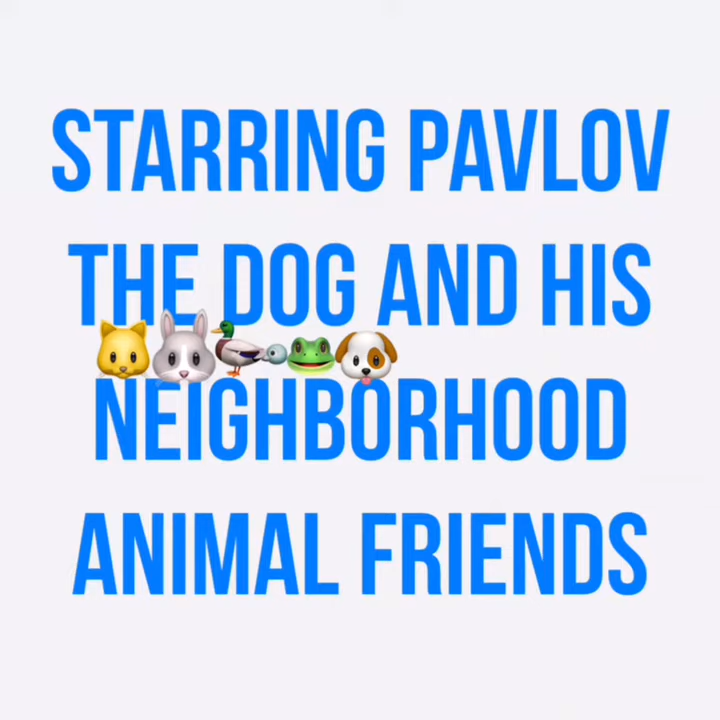 STARRING PAVLOV
THE DOG AND HIS
NEIGHBORHOOD
ANIMAL FRIENDS